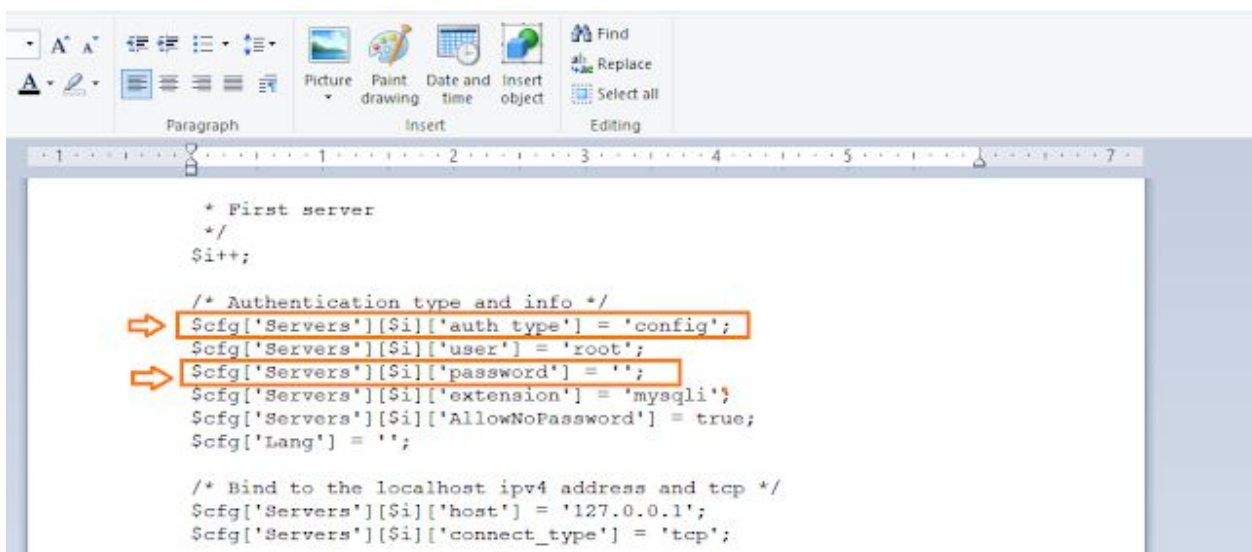 A A
A
Picture
Paint drawing
Date and time
Insert object
Find
Replace
Select all
Paragraph
Insert
Editing
1 1 2 3 4 5 7
* First server
*/
$i++;
/* Authentication type and info */
$cfg['Servers'][$i]['auth_type'] = 'config';
$cfg['Servers'][$i]['user'] = 'root';
$cfg['Servers'][$i]['password'] = '';
$cfg['Servers'][$i]['extension'] = 'mysqli';
$cfg['Servers'][$i]['AllowNoPassword'] = true;
$cfg['Lang'] = '';
/* Bind to the localhost ipv4 address and tcp */
$cfg['Servers'][$i]['host'] = '127.0.0.1';
$cfg['Servers'][$i]['connect_type'] = 'tcp';